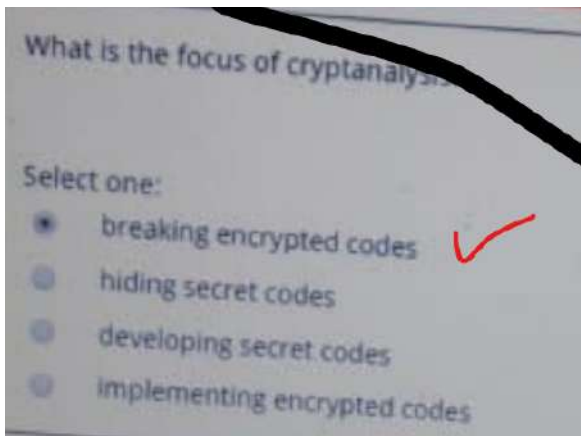 What is the focus of cryptanalysis
Select one:
breaking encrypted codes
hiding secret codes
developing secret codes
implementing encrypted codes